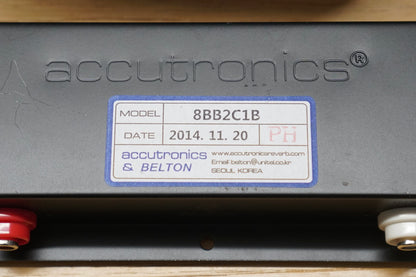 accutronics®
MODEL 8BB2C1B
DATE 2014. 11. 20 PH
accutronics www.accutronicsreverb.com
& BELTON Email:belton@unitel.co.kr
SEOUL KOREA